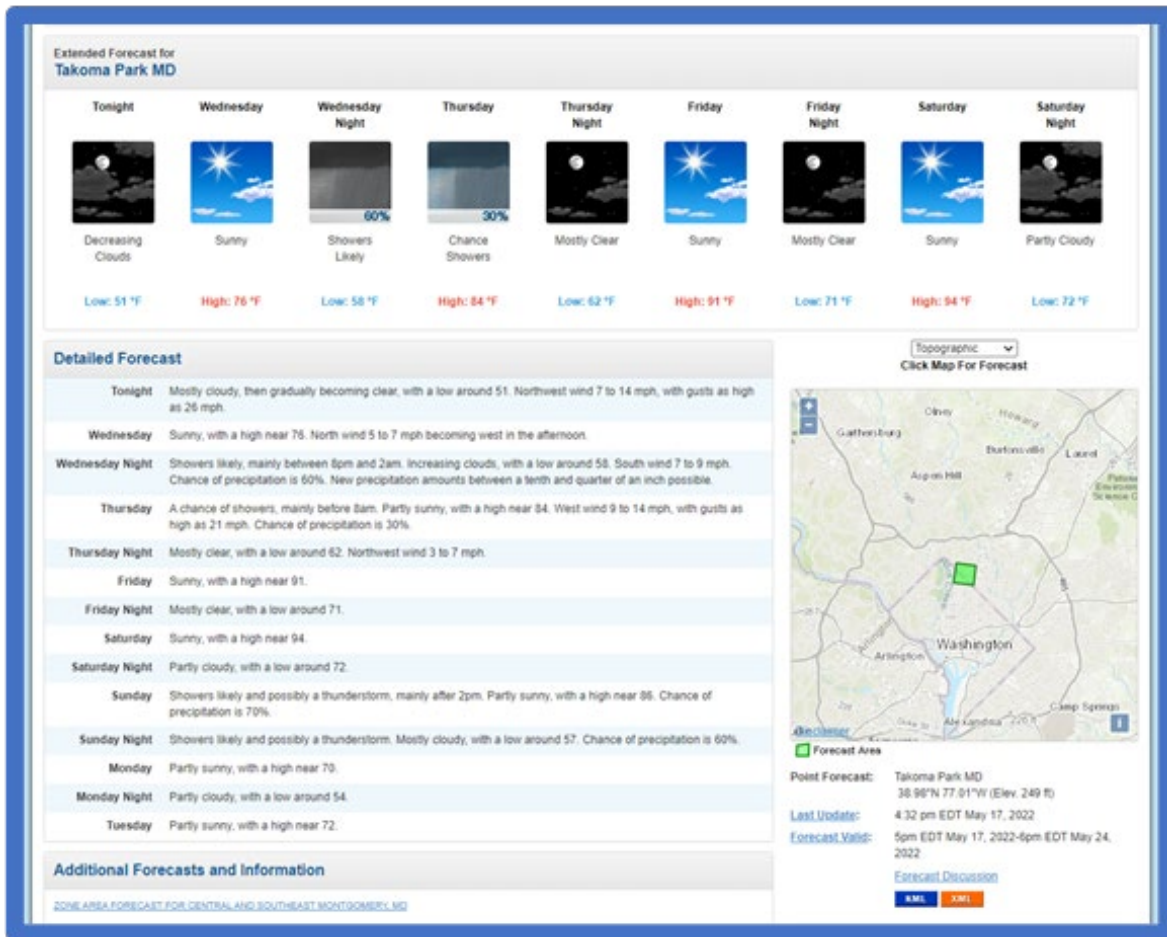 Extended Forecast for
Takoma Park MD
Tonight
Wednesday
Wednesday
Night
Thursday
Thursday
Night
Friday
Friday
Night
Saturday
Saturday
Night
60%
30%
Decreasing
Clouds
Sunny
Showers
Likely
Chance
Showers
Mostly Clear
Sunny
Mostly Clear
Sunny
Partly Cloudy
Low: 51 °F
High: 76 °F
Low: 58 °F
High: 84 °F
Low: 62 °F
High: 91 °F
Low: 71 °F
High: 94 °F
Low: 72 °F
Detailed Forecast
Tonight Mostly cloudy, then gradually becoming clear, with a low around 51. Northwest wind 7 to 14 mph, with gusts as high
as 26 mph.
Wednesday Sunny, with a high near 76. North wind 5 to 7 mph becoming west in the afternoon.
Wednesday Night Showers likely, mainly between 8pm and 2am. Increasing clouds, with a low around 58. South wind 7 to 9 mph.
Chance of precipitation is 60%. New precipitation amounts between a tenth and quarter of an inch possible.
Thursday A chance of showers, mainly before 8am. Partly sunny, with a high near 84. West wind 9 to 14 mph, with gusts as
high as 21 mph. Chance of precipitation is 30%.
Thursday Night Mostly clear, with a low around 62. Northwest wind 3 to 7 mph.
Friday Sunny, with a high near 91.
Friday Night Mostly clear, with a low around 71.
Saturday Sunny, with a high near 94.
Saturday Night Partly cloudy, with a low around 72.
Sunday Showers likely and possibly a thunderstorm, mainly after 2pm. Partly sunny, with a high near 86. Chance of
precipitation is 70%.
Sunday Night Showers likely and possibly a thunderstorm. Mostly cloudy, with a low around 57. Chance of precipitation is 60%.
Monday Partly sunny, with a high near 70.
Monday Night Partly cloudy, with a low around 54.
Tuesday Partly sunny, with a high near 72.
Additional Forecasts and Information
ZONE AREA FORECAST FOR CENTRAL AND SOUTHEAST MONTGOMERY, MD
Topographic
Click Map For Forecast
+
−
Olney
Howard
Gaithersburg
Burtonsville
Laurel
Aspen Hill
Arlington
Washington
Arlington
Camp Springs
Alexandria
226 ft
Disclaimer
i
Forecast Area
Point Forecast: Takoma Park MD
38.98°N 77.01°W (Elev. 249 ft)
Last Update: 4:32 pm EDT May 17, 2022
Forecast Valid: 5pm EDT May 17, 2022-6pm EDT May 24,
2022
Forecast Discussion
KML XML